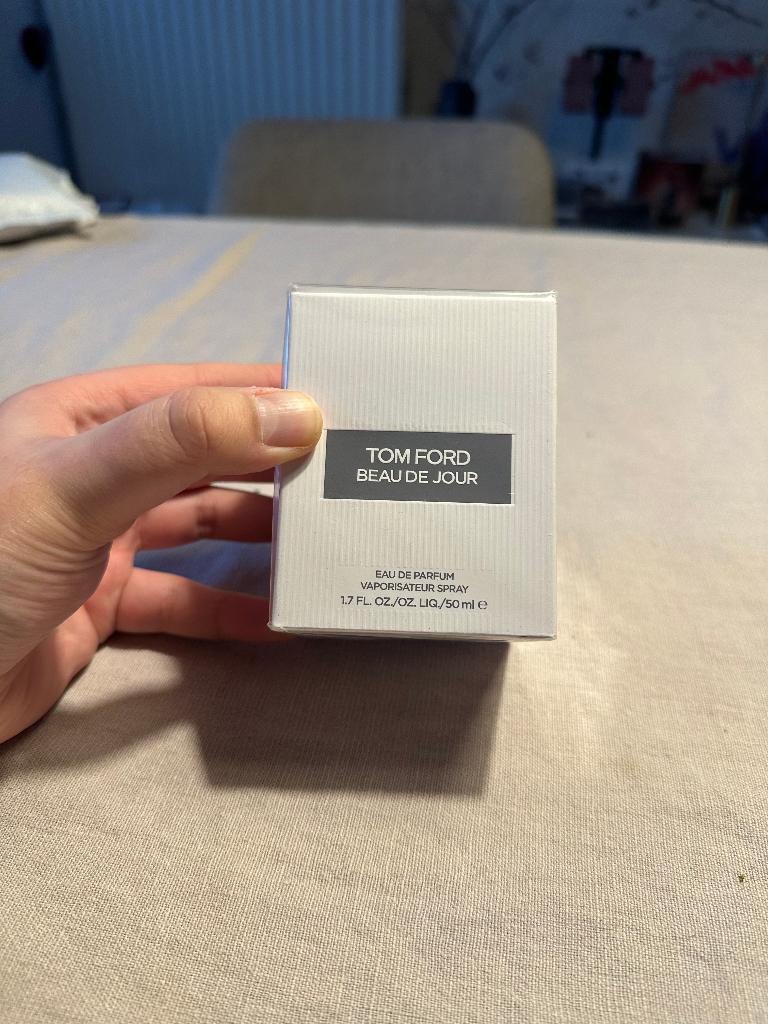 TOM FORD
BEAU DE JOUR
EAU DE PARFUM
VAPORISATEUR SPRAY
1.7 FL. OZ./OZ. LIQ./50 ml ℮